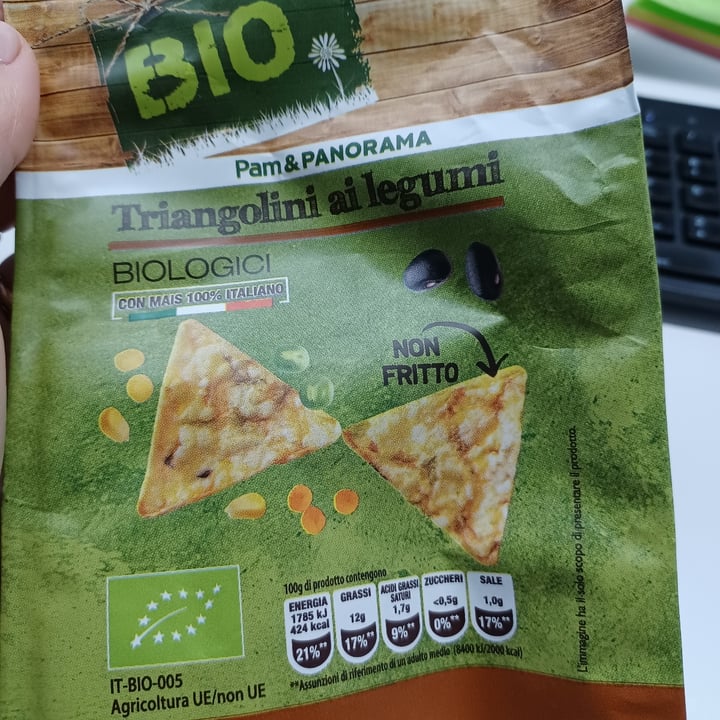 BIO
Pam&PANORAMA
Triangolini ai legumi
BIOLOGICI
CON MAIS 100% ITALIANO
NON
FRITTO
L'immagine ha il solo scopo di presentare il prodotto.
100g di prodotto contengono
ENERGIA
1785 kJ
424 kcal
21%**
GRASSI
12g
17%**
ACIDI GRASSI
SATURI
1,7g
9%**
ZUCCHERI
<0,5g
0%**
SALE
1,0g
17%**
**Assunzioni di riferimento di un adulto medio (8400 kJ/2000 kcal)
IT-BIO-005
Agricoltura UE/non UE